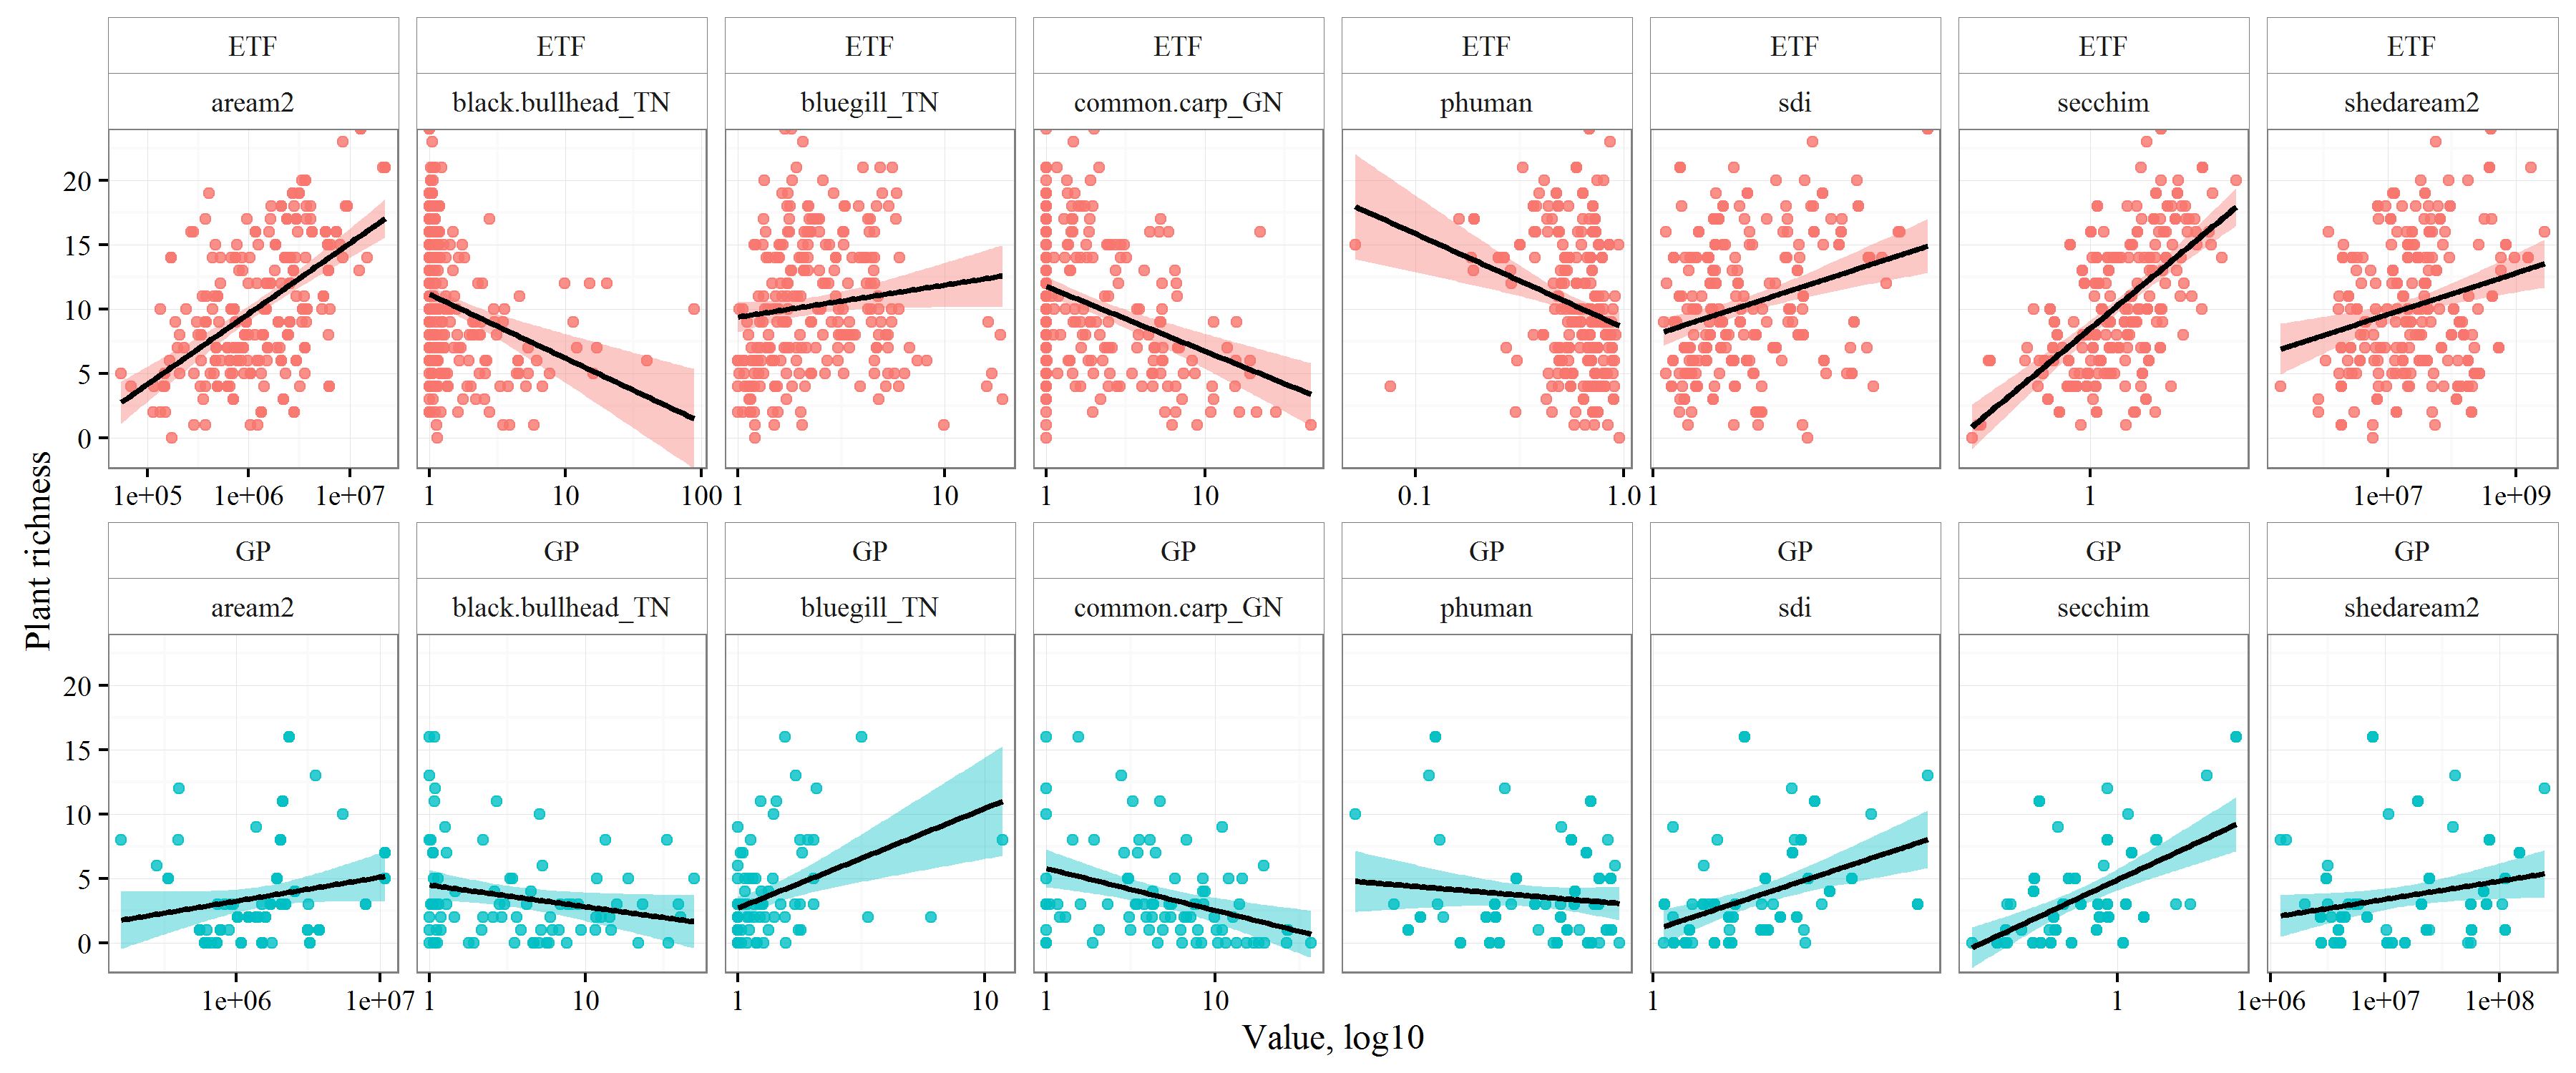 ETF ETF ETF ETF ETF ETF ETF ETF
aream2 black.bullhead_TN bluegill_TN common.carp_GN phuman sdi secchim shedaream2
20
15
10
5
0
1e+05 1e+06 1e+07 1 10 100 1 10 1 10 0.1 1.0 1 1 1e+07 1e+09
Plant richness
GP GP GP GP GP GP GP GP
aream2 black.bullhead_TN bluegill_TN common.carp_GN phuman sdi secchim shedaream2
20
15
10
5
0
1e+06 1e+07 1 10 1 10 1 10 1 1 1e+06 1e+07 1e+08
Value, log10